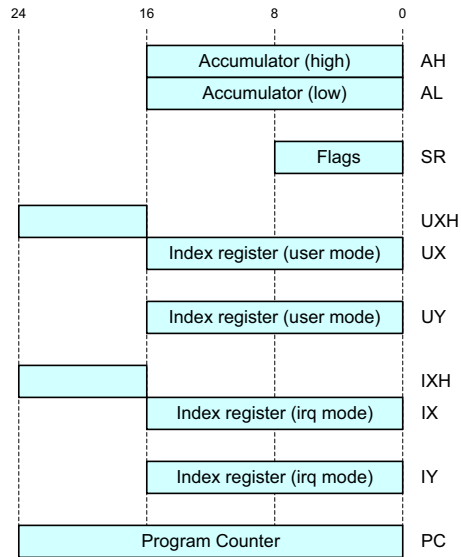 24 16 8 0
Accumulator (high) AH
Accumulator (low) AL
Flags SR
UXH
Index register (user mode) UX
Index register (user mode) UY
IXH
Index register (irq mode) IX
Index register (irq mode) IY
Program Counter PC